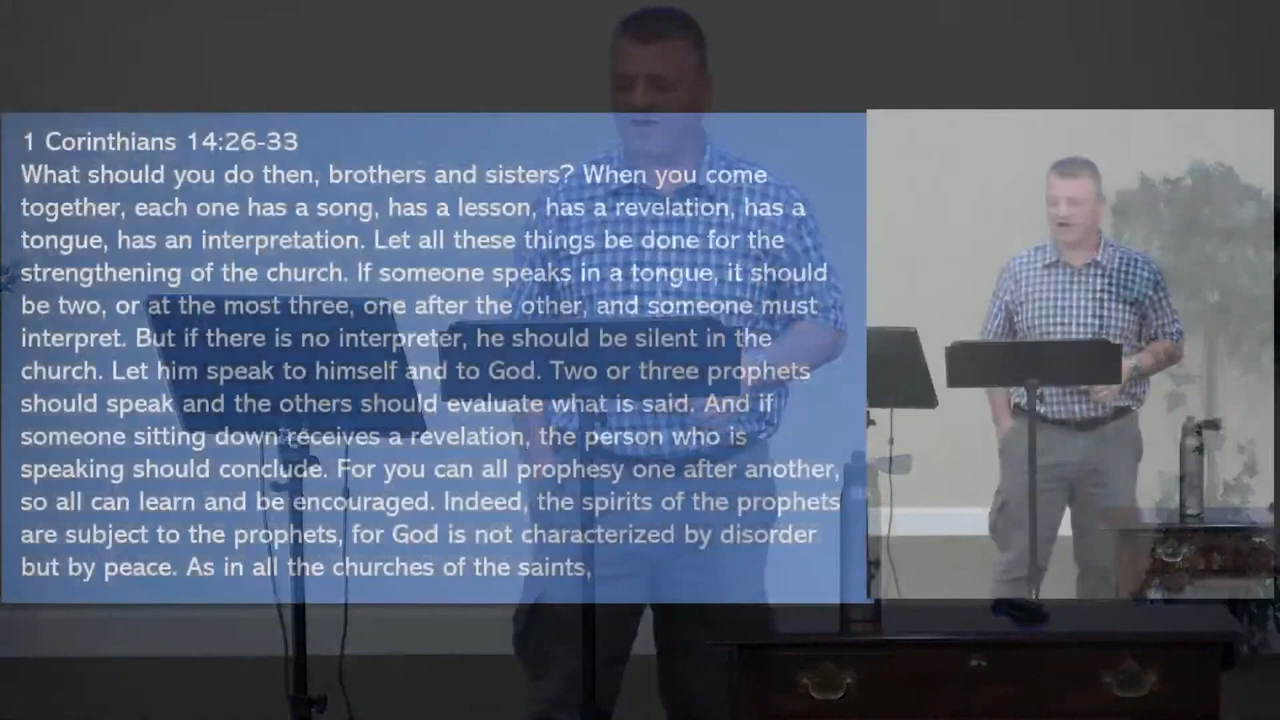 1 Corinthians 14:26-33
What should you do then, brothers and sisters? When you come
together, each one has a song, has a lesson, has a revelation, has a
tongue, has an interpretation. Let all these things be done for the
strengthening of the church. If someone speaks in a tongue, it should
be two, or at the most three, one after the other, and someone must
interpret. But if there is no interpreter, he should be silent in the
church. Let him speak to himself and to God. Two or three prophets
should speak and the others should evaluate what is said. And if
someone sitting down receives a revelation, the person who is
speaking should conclude. For you can all prophesy one after another,
so all can learn and be encouraged. Indeed, the spirits of the prophets
are subject to the prophets, for God is not characterized by disorder
but by peace. As in all the churches of the saints,